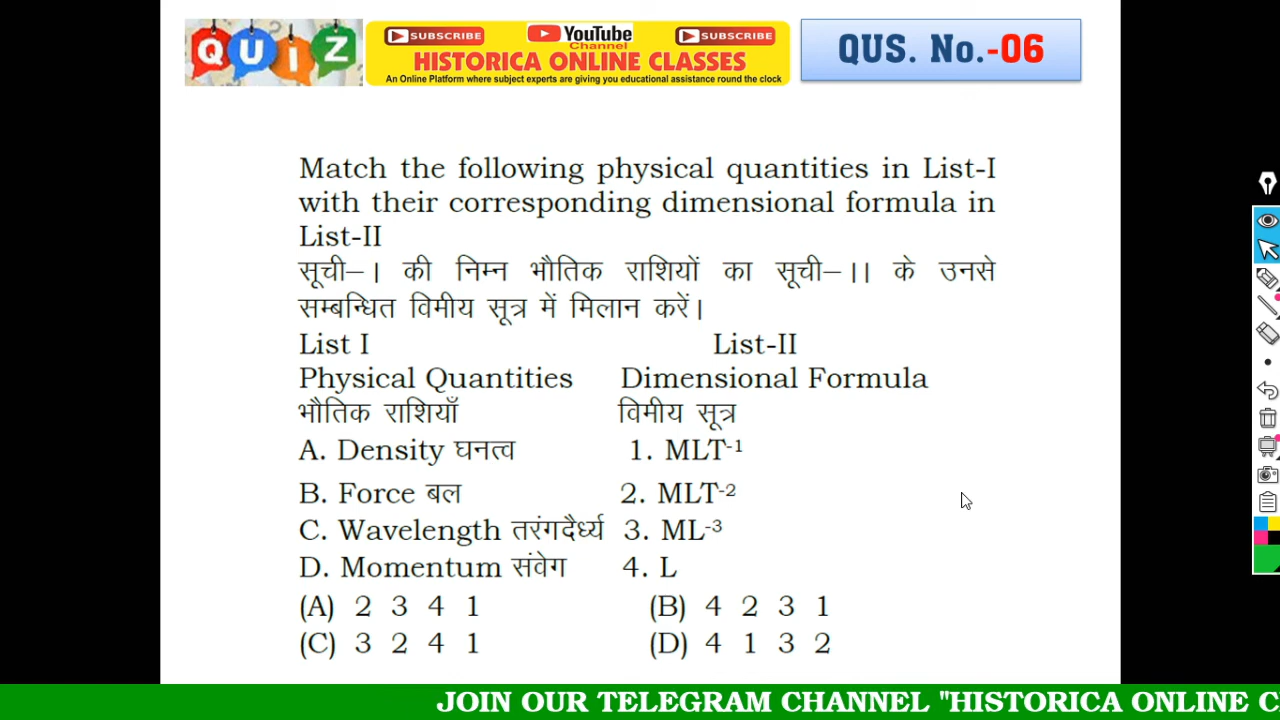 QUIZ
SUBSCRIBE YouTube SUBSCRIBE
Channel
HISTORICA ONLINE CLASSES
An Online Platform where subject experts are giving you educational assistance round the clock
QUS. No.-06
Match the following physical quantities in List-I
with their corresponding dimensional formula in
List-II
सूची–। की निम्न भौतिक राशियों का सूची–।। के उनसे
सम्बन्धित विमीय सूत्र में मिलान करें।
List I List-II
Physical Quantities Dimensional Formula
भौतिक राशियाँ विमीय सूत्र
A. Density घनत्व 1. MLT⁻¹
B. Force बल 2. MLT⁻²
C. Wavelength तरंगदैर्ध्य 3. ML⁻³
D. Momentum संवेग 4. L
(A) 2 3 4 1 (B) 4 2 3 1
(C) 3 2 4 1 (D) 4 1 3 2
JOIN OUR TELEGRAM CHANNEL "HISTORICA ONLINE C